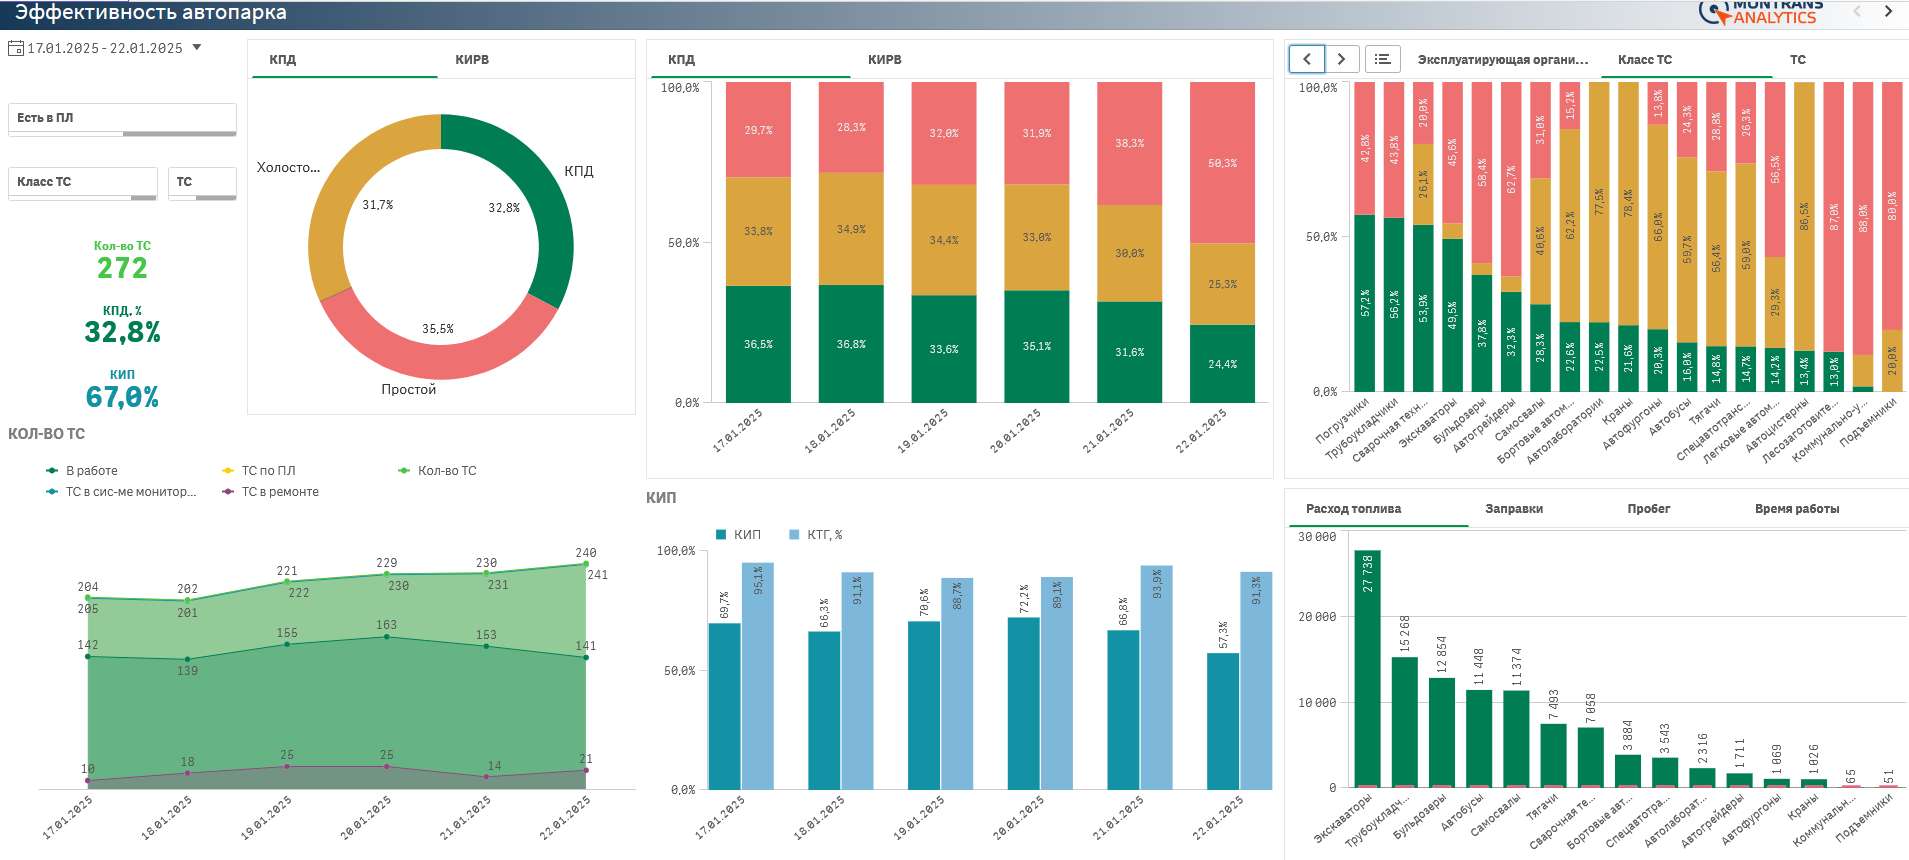 Эффективность автопарка
MONTRANS
ANALYTICS
17.01.2025 - 22.01.2025
Есть в ПЛ
Класс ТС
ТС
Кол-во ТС
272
КПД, %
32,8%
КИП
67,0%
КПД
КИРВ
Холосто...
КПД
31,7%
32,8%
35,5%
Простой
КПД
КИРВ
100,0%
50,0%
0,0%
29,7%
28,3%
32,0%
31,9%
38,3%
50,3%
33,8%
34,9%
34,4%
33,0%
30,0%
25,3%
36,5%
36,8%
33,6%
35,1%
31,6%
24,4%
17.01.2025
18.01.2025
19.01.2025
20.01.2025
21.01.2025
22.01.2025
Эксплуатирующая органи...
Класс ТС
ТС
100,0%
50,0%
0,0%
42,8%
43,8%
20,0%
45,6%
58,4%
62,7%
31,0%
15,2%
13,8%
24,3%
28,8%
26,3%
56,5%
87,0%
88,0%
80,0%
26,1%
40,6%
62,2%
77,5%
78,4%
66,0%
59,7%
56,4%
59,0%
29,3%
86,5%
20,0%
57,2%
56,2%
53,9%
49,5%
37,8%
32,3%
28,3%
22,6%
22,5%
21,6%
20,3%
16,0%
14,8%
14,7%
14,2%
13,4%
13,0%
Погрузчики
Трубоукладчики
Сварочная техн...
Экскаваторы
Бульдозеры
Автогрейдеры
Самосвалы
Бортовые автом...
Автолаборатории
Краны
Автофургоны
Автобусы
Тягачи
Спецавтотранс...
Легковые автом...
Автоцистерны
Лесозаготовите...
Коммунально-у...
Подъемники
КОЛ-ВО ТС
В работе
ТС по ПЛ
Кол-во ТС
ТС в сис-ме монитор...
ТС в ремонте
204
202
221
229
230
240
205
201
222
230
231
241
142
139
155
163
153
141
10
18
25
25
14
21
17.01.2025
18.01.2025
19.01.2025
20.01.2025
21.01.2025
22.01.2025
КИП
КИП
КТГ, %
100,0%
50,0%
0,0%
69,7%
95,1%
66,3%
91,1%
70,6%
88,7%
72,2%
89,1%
66,8%
93,9%
57,3%
91,3%
17.01.2025
18.01.2025
19.01.2025
20.01.2025
21.01.2025
22.01.2025
Расход топлива
Заправки
Пробег
Время работы
30 000
20 000
10 000
0
27 738
15 268
12 854
11 448
11 374
7 493
7 058
3 884
3 543
2 316
1 711
1 069
1 026
65
51
Экскаваторы
Трубоукладч...
Бульдозеры
Автобусы
Самосвалы
Тягачи
Сварочная те...
Бортовые авт...
Спецавтотра...
Автолаборат...
Автогрейдеры
Автофургоны
Краны
Коммунальн...
Подъемники